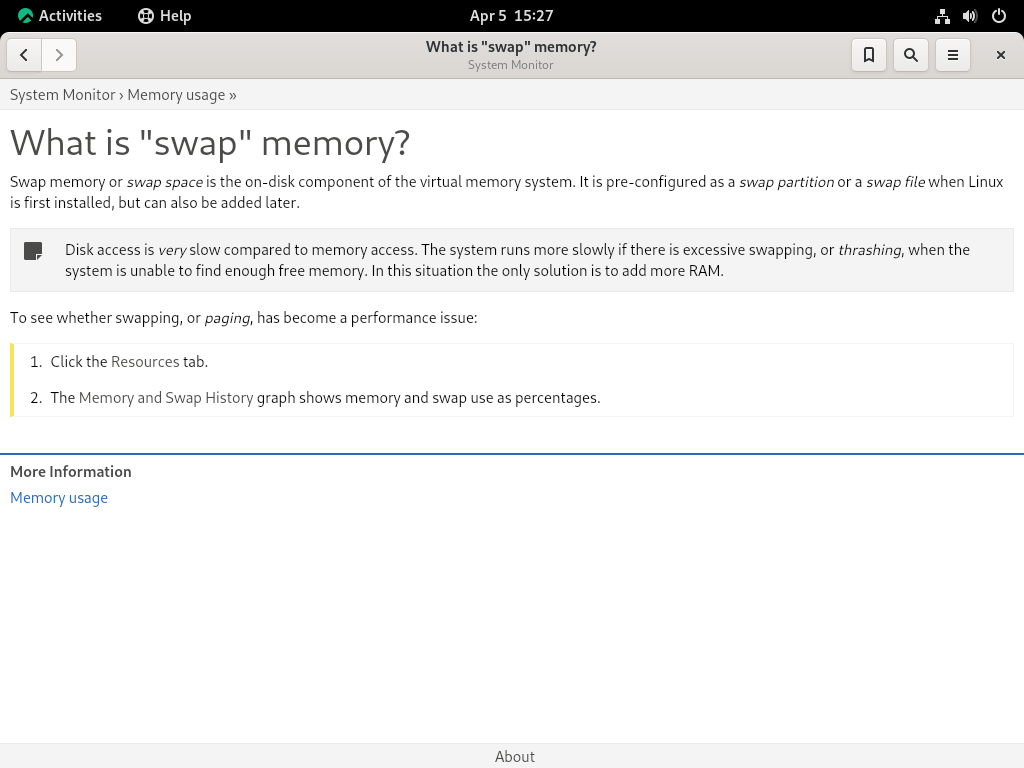 Activities Help Apr 5 15:27
What is "swap" memory?
System Monitor
System Monitor › Memory usage »
What is "swap" memory?
Swap memory or swap space is the on-disk component of the virtual memory system. It is pre-configured as a swap partition or a swap file when Linux
is first installed, but can also be added later.
Disk access is very slow compared to memory access. The system runs more slowly if there is excessive swapping, or thrashing, when the
system is unable to find enough free memory. In this situation the only solution is to add more RAM.
To see whether swapping, or paging, has become a performance issue:
1. Click the Resources tab.
2. The Memory and Swap History graph shows memory and swap use as percentages.
More Information
Memory usage
About